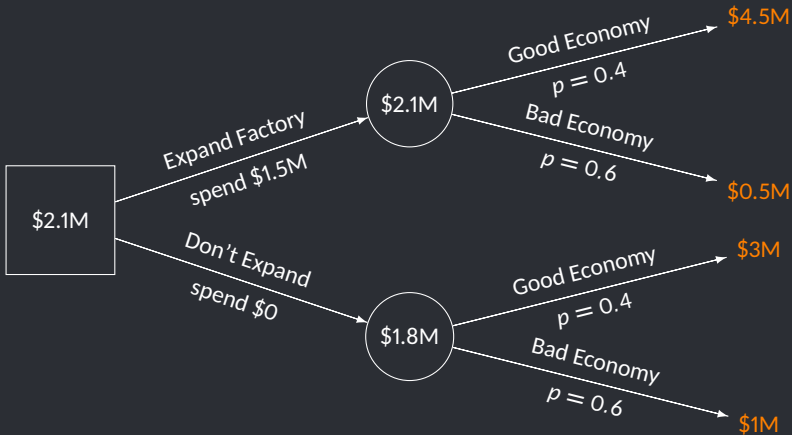 $2.1M
Expand Factory
spend $1.5M
Don't Expand
spend $0
$2.1M
Good Economy
p = 0.4
Bad Economy
p = 0.6
$1.8M
Good Economy
p = 0.4
Bad Economy
p = 0.6
$4.5M
$0.5M
$3M
$1M